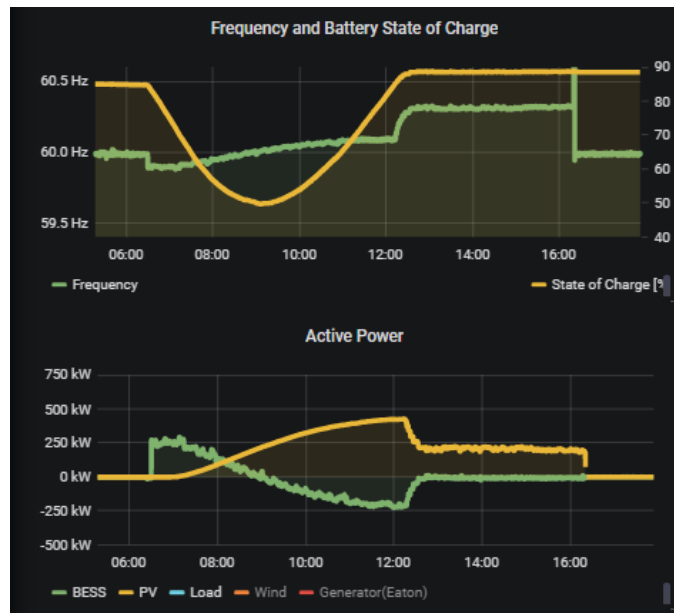 Frequency and Battery State of Charge
60.5 Hz
60.0 Hz
59.5 Hz
90
80
70
60
50
40
06:00 08:00 10:00 12:00 14:00 16:00
Frequency State of Charge [%
Active Power
750 kW
500 kW
250 kW
0 kW
-250 kW
-500 kW
06:00 08:00 10:00 12:00 14:00 16:00
BESS PV Load Wind Generator(Eaton)